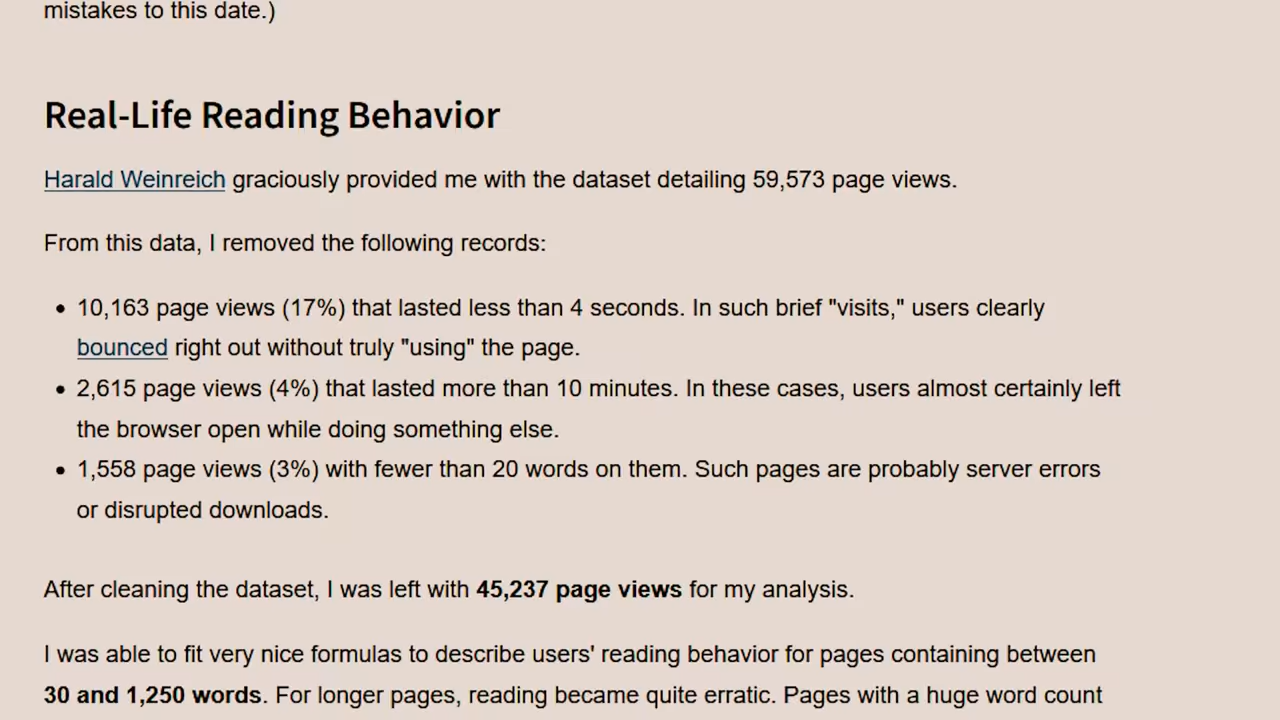 mistakes to this date.)
Real-Life Reading Behavior
Harald Weinreich graciously provided me with the dataset detailing 59,573 page views.
From this data, I removed the following records:
• 10,163 page views (17%) that lasted less than 4 seconds. In such brief "visits," users clearly
bounced right out without truly "using" the page.
• 2,615 page views (4%) that lasted more than 10 minutes. In these cases, users almost certainly left
the browser open while doing something else.
• 1,558 page views (3%) with fewer than 20 words on them. Such pages are probably server errors
or disrupted downloads.
After cleaning the dataset, I was left with 45,237 page views for my analysis.
I was able to fit very nice formulas to describe users' reading behavior for pages containing between
30 and 1,250 words. For longer pages, reading became quite erratic. Pages with a huge word count